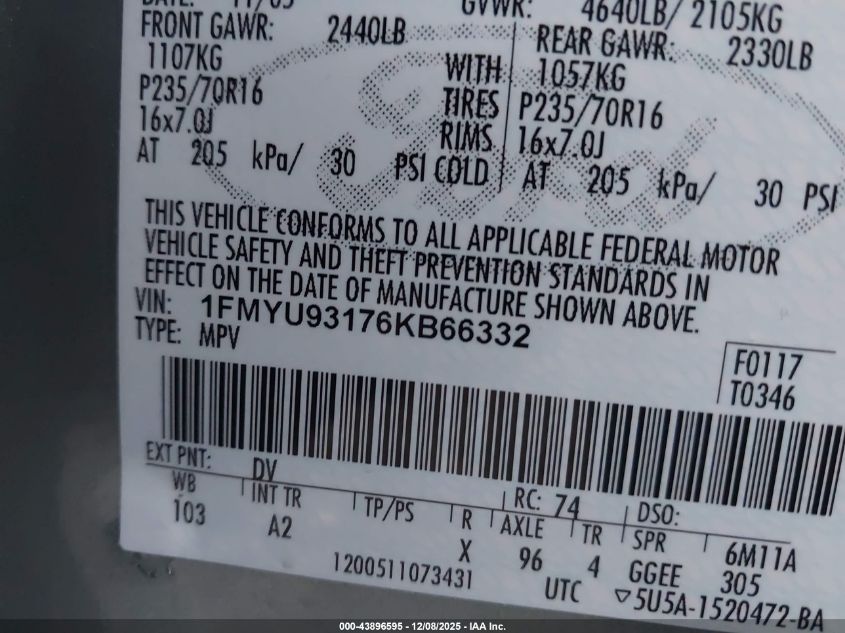 DATE: 11/05 GVWR: 4640LB/ 2105KG
FRONT GAWR: 2440LB REAR GAWR: 2330LB
1107KG WITH 1057KG
P235/70R16 TIRES P235/70R16
16x7.0J RIMS 16x7.0J
AT 205 kPa/ 30 PSI COLD AT 205 kPa/ 30 PSI
Ford
THIS VEHICLE CONFORMS TO ALL APPLICABLE FEDERAL MOTOR
VEHICLE SAFETY AND THEFT PREVENTION STANDARDS IN
EFFECT ON THE DATE OF MANUFACTURE SHOWN ABOVE.
VIN: 1FMYU93176KB66332
TYPE: MPV
F0117
T0346
EXT PNT: DV RC: 74 DSO:
WB INT TR TP/PS R AXLE TR SPR 6M11A
103 A2 X 96 4 GGEE 305
1200511073431 UTC ▽5U5A-1520472-BA
000-43896595 - 12/08/2025 - IAA Inc.